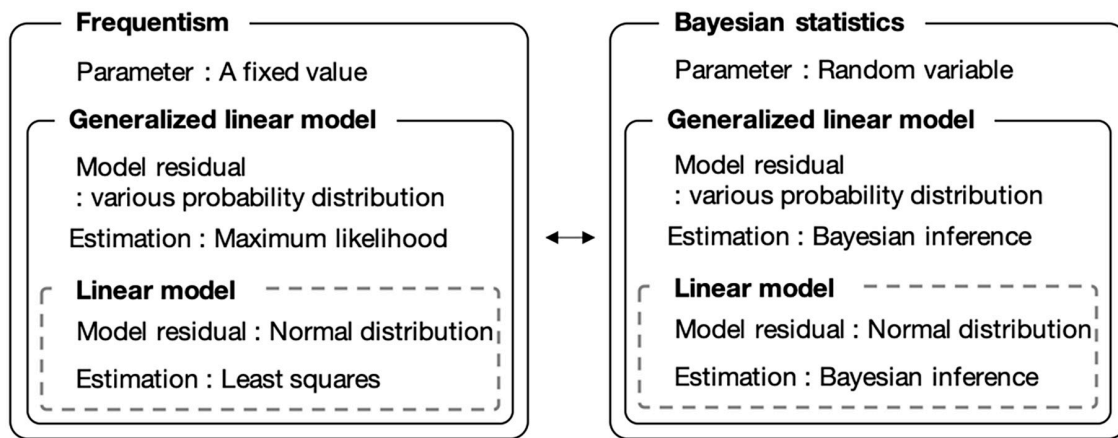 Frequentism
Parameter : A fixed value
Generalized linear model
Model residual
: various probability distribution
Estimation : Maximum likelihood
Linear model
Model residual : Normal distribution
Estimation : Least squares
Bayesian statistics
Parameter : Random variable
Generalized linear model
Model residual
: various probability distribution
Estimation : Bayesian inference
Linear model
Model residual : Normal distribution
Estimation : Bayesian inference